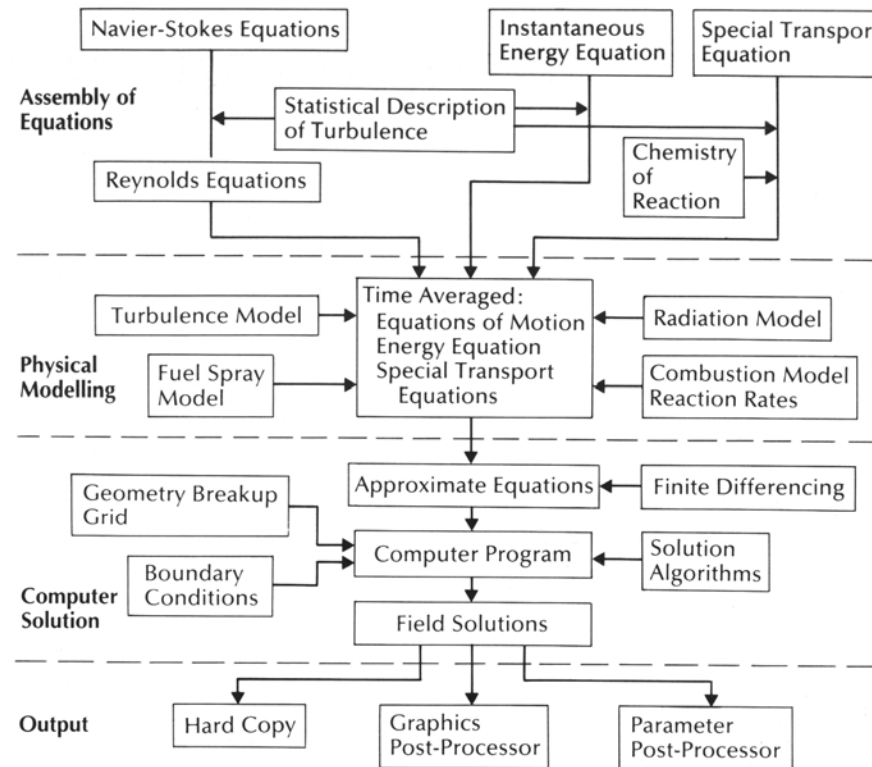 Navier-Stokes Equations
Instantaneous
Energy Equation
Special Transport
Equation
Assembly of
Equations
Statistical Description
of Turbulence
Chemistry
of
Reaction
Reynolds Equations
Time Averaged:
Equations of Motion
Energy Equation
Special Transport
Equations
Turbulence Model
Radiation Model
Physical
Modelling
Fuel Spray
Model
Combustion Model
Reaction Rates
Approximate Equations
Finite Differencing
Geometry Breakup
Grid
Computer Program
Solution
Algorithms
Boundary
Conditions
Computer
Solution
Field Solutions
Output
Hard Copy
Graphics
Post-Processor
Parameter
Post-Processor